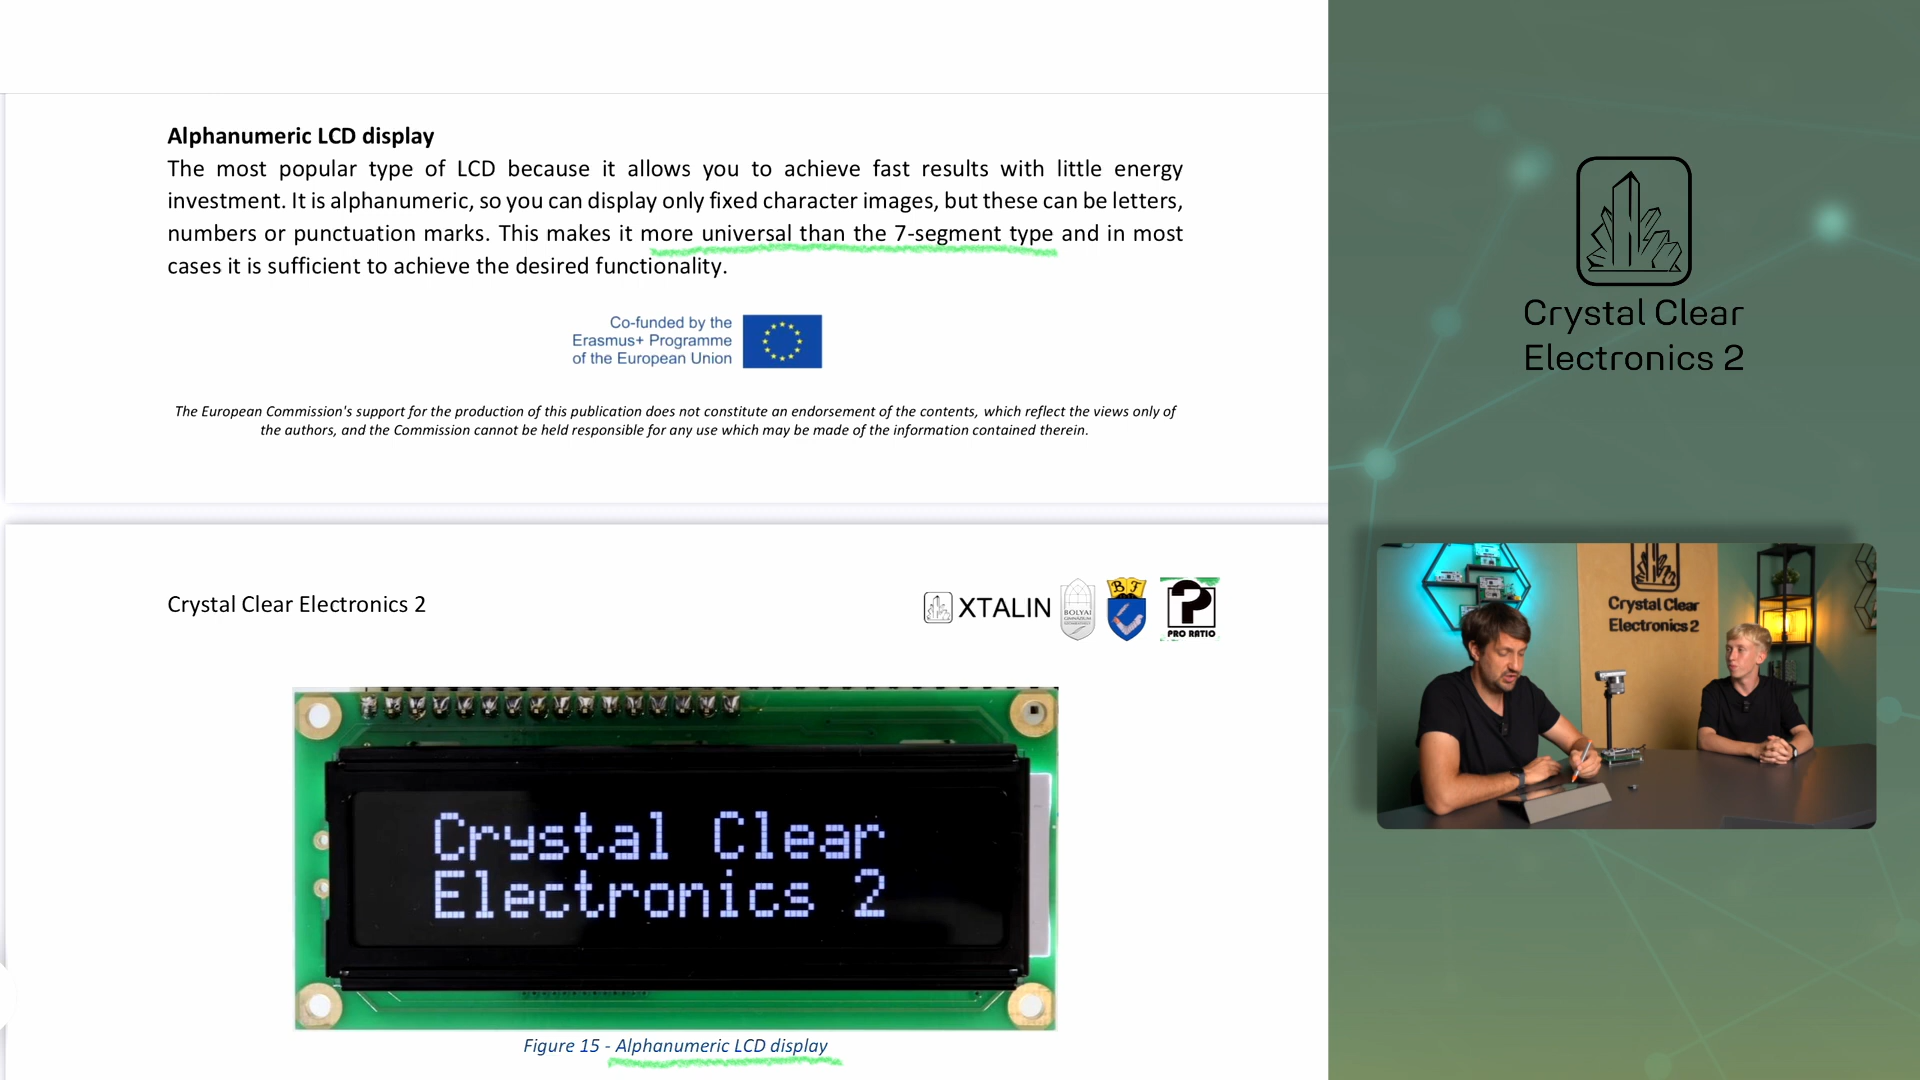 Alphanumeric LCD display
The most popular type of LCD because it allows you to achieve fast results with little energy
investment. It is alphanumeric, so you can display only fixed character images, but these can be letters,
numbers or punctuation marks. This makes it more universal than the 7-segment type and in most
cases it is sufficient to achieve the desired functionality.
Co-funded by the
Erasmus+ Programme
of the European Union
The European Commission's support for the production of this publication does not constitute an endorsement of the contents, which reflect the views only of
the authors, and the Commission cannot be held responsible for any use which may be made of the information contained therein.
Crystal Clear Electronics 2
XTALIN
BOLYAI
B T
?
PRO RATIO
Crystal Clear
Electronics 2
Figure 15 - Alphanumeric LCD display
Crystal Clear
Electronics 2
Crystal Clear
Electronics 2